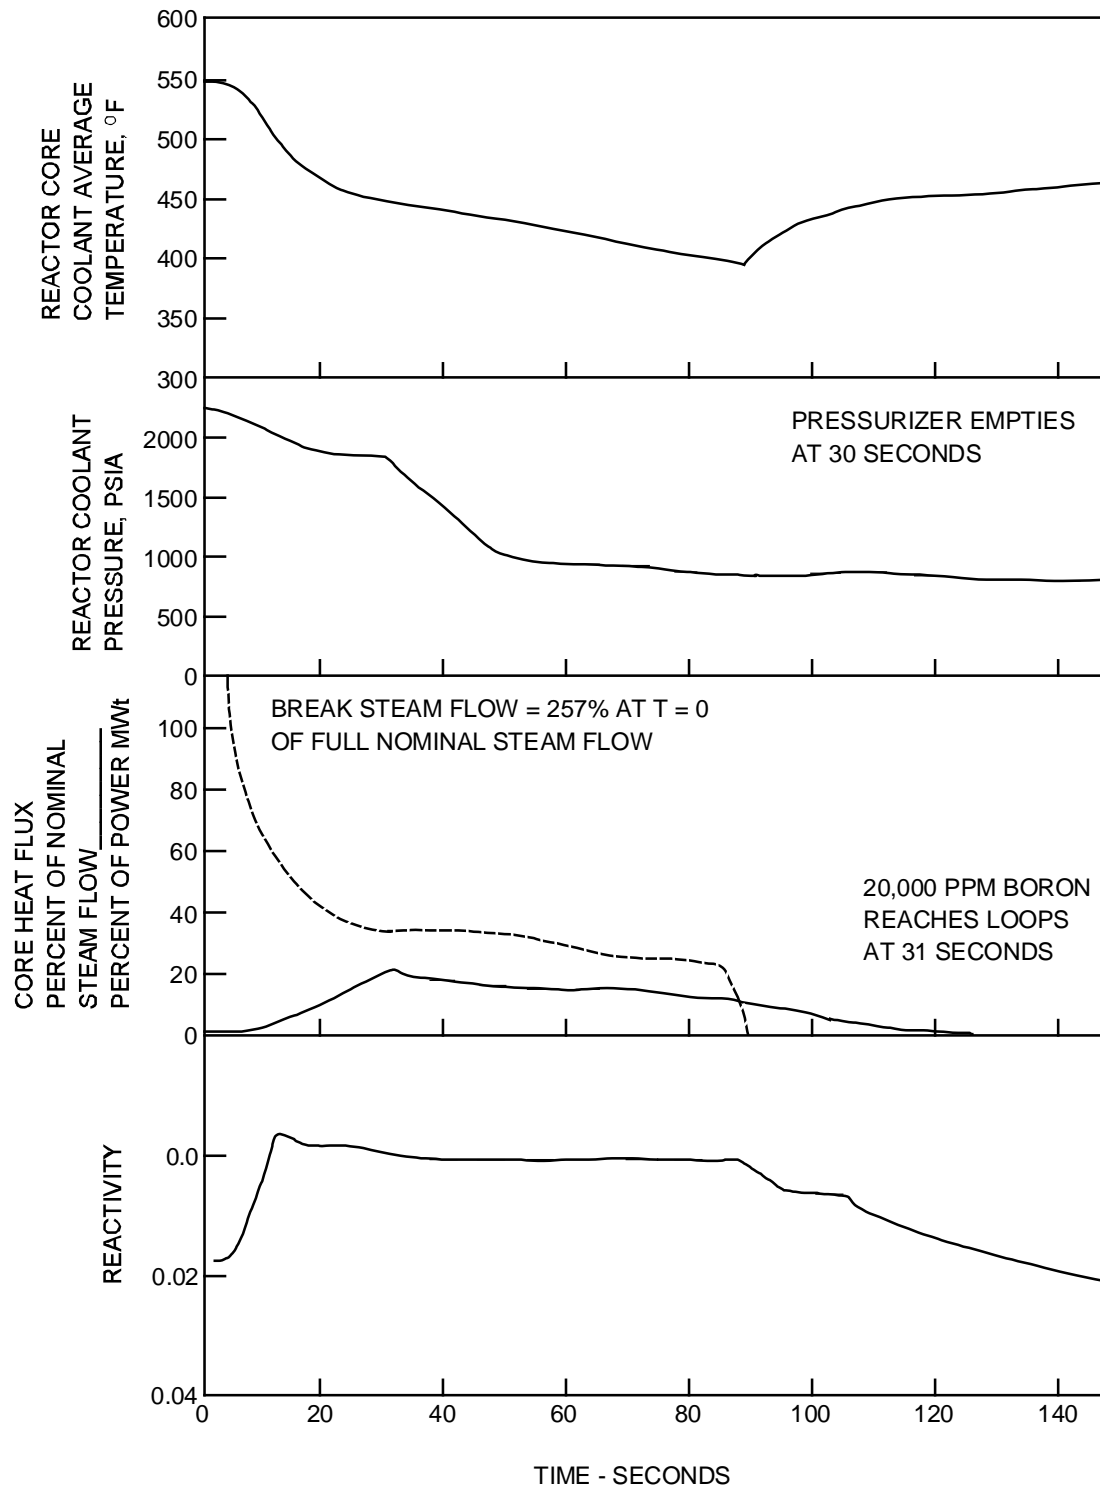 REACTOR CORE
COOLANT AVERAGE
TEMPERATURE, °F
600
550
500
450
400
350
300
REACTOR COOLANT
PRESSURE, PSIA
2000
1500
1000
500
0
PRESSURIZER EMPTIES
AT 30 SECONDS
CORE HEAT FLUX
PERCENT OF NOMINAL
STEAM FLOW
PERCENT OF POWER MWt
100
80
60
40
20
0
BREAK STEAM FLOW = 257% AT T = 0
OF FULL NOMINAL STEAM FLOW
20,000 PPM BORON
REACHES LOOPS
AT 31 SECONDS
REACTIVITY
0.0
0.02
0.04
0 20 40 60 80 100 120 140
TIME - SECONDS